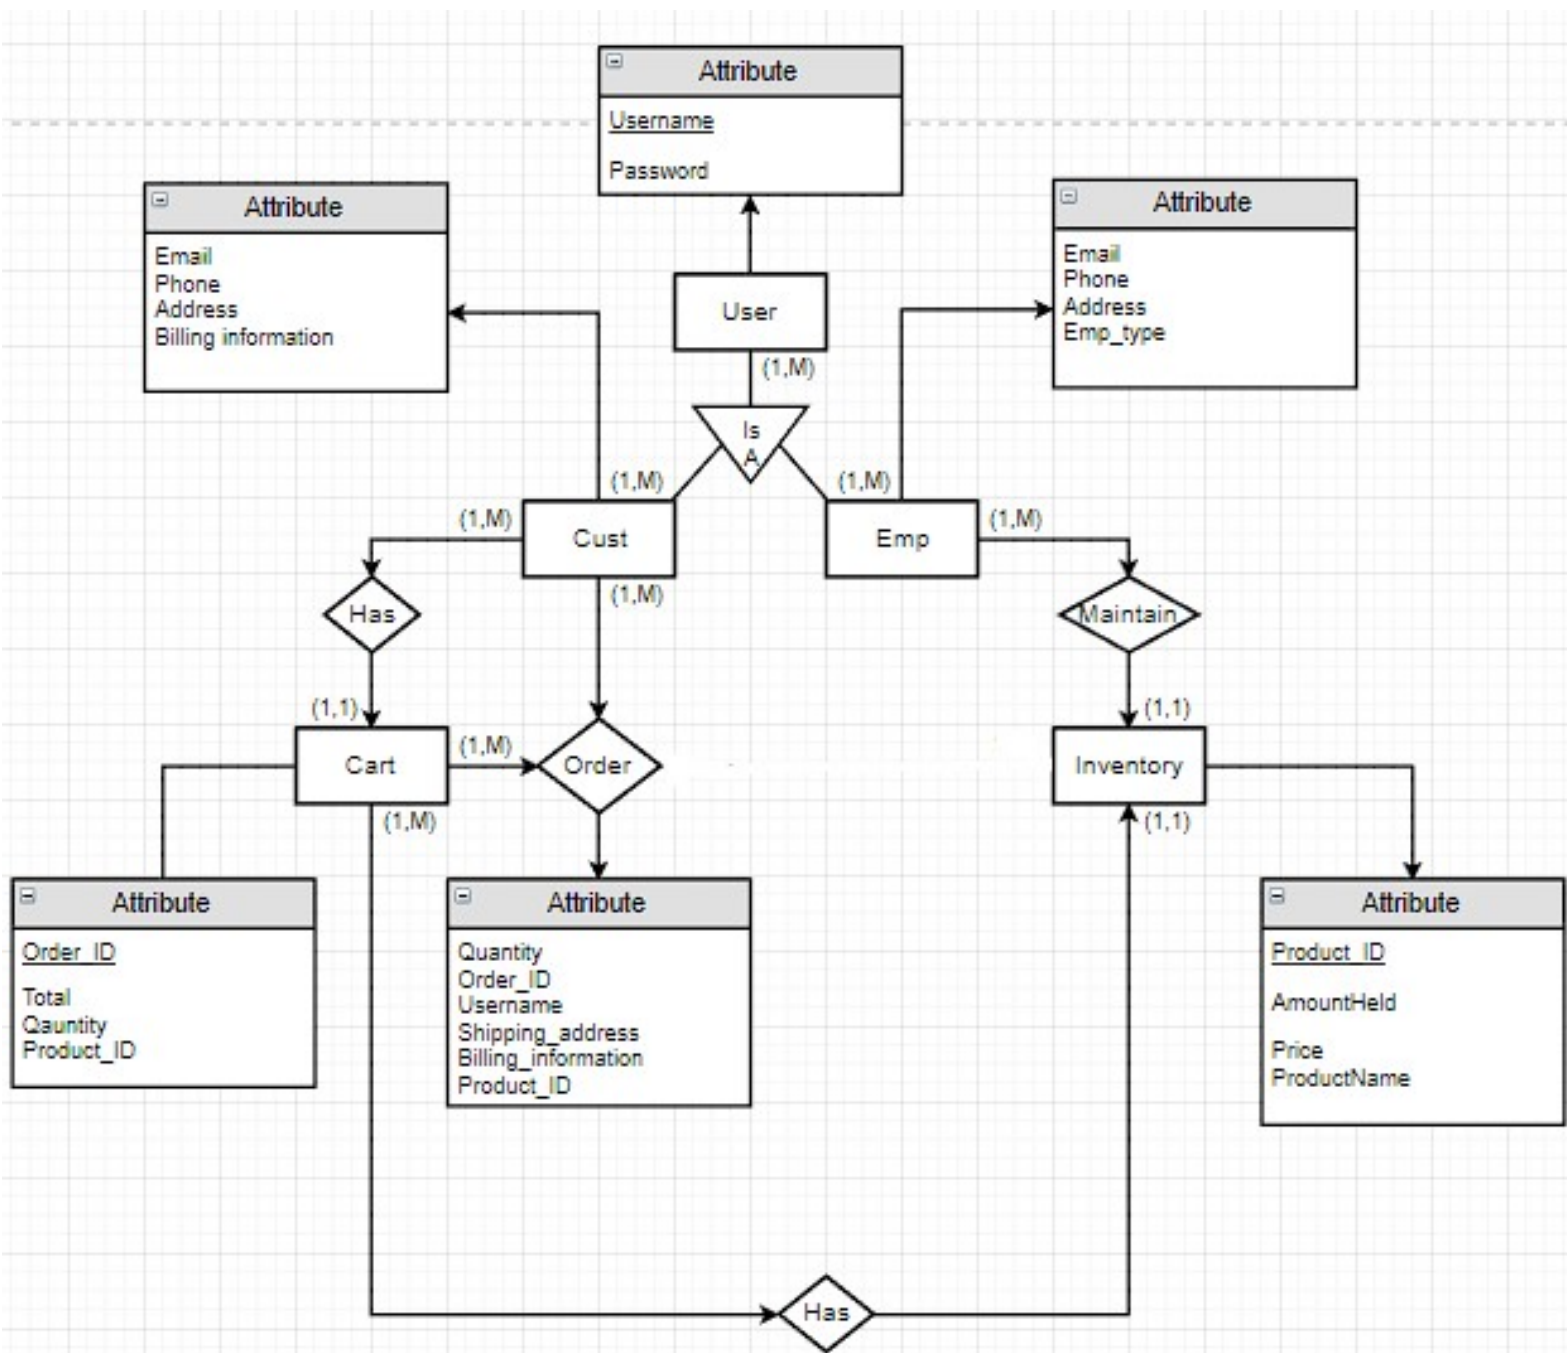 Attribute
Username
Password
Attribute
Email
Phone
Address
Billing information
Attribute
Email
Phone
Address
Emp_type
User
(1,M)
Is
A
(1,M)
(1,M)
(1,M)
Cust
Emp
(1,M)
(1,M)
Has
Maintain
(1,1)
(1,1)
Cart
(1,M)
Order
Inventory
(1,M)
(1,1)
Attribute
Order_ID
Total
Qauntity
Product_ID
Attribute
Quantity
Order_ID
Username
Shipping_address
Billing_information
Product_ID
Attribute
Product_ID
AmountHeld
Price
ProductName
Has